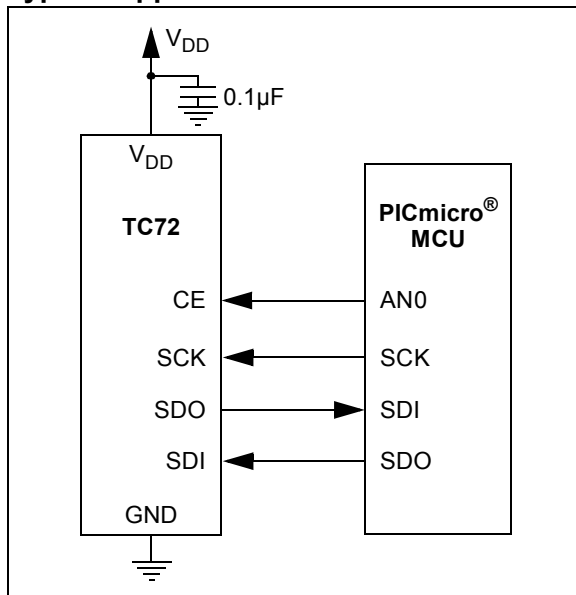 V_DD
0.1µF
V_DD
TC72
PICmicro®
MCU
CE
AN0
SCK
SCK
SDO
SDI
SDI
SDO
GND